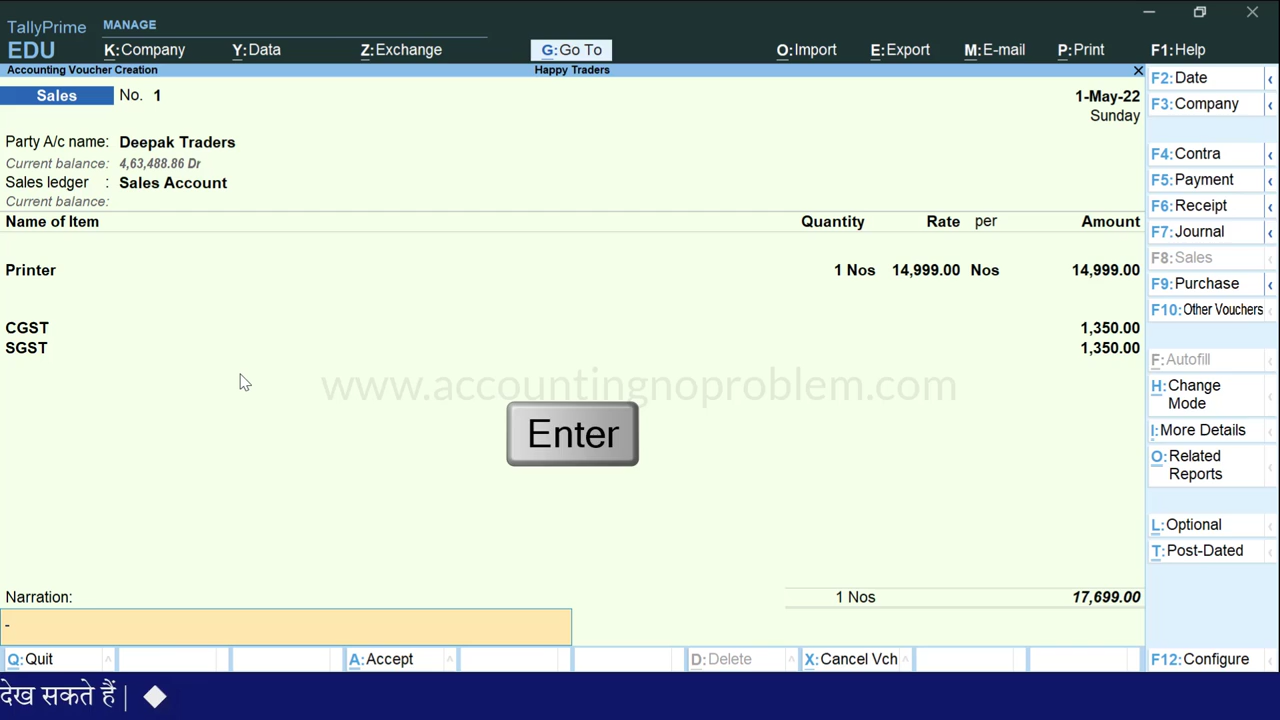 TallyPrime MANAGE
EDU K:Company Y:Data Z:Exchange G:Go To O:Import E:Export M:E-mail P:Print F1:Help
Accounting Voucher Creation Happy Traders
Sales No. 1 1-May-22
Sunday
Party A/c name: Deepak Traders
Current balance: 4,63,488.86 Dr
Sales ledger : Sales Account
Current balance:
Name of Item Quantity Rate per Amount
Printer 1 Nos 14,999.00 Nos 14,999.00
CGST 1,350.00
SGST 1,350.00
www.accountingnoproblem.com
Enter
Narration: 1 Nos 17,699.00
-
F2:Date
F3:Company
F4:Contra
F5:Payment
F6:Receipt
F7:Journal
F8:Sales
F9:Purchase
F10:Other Vouchers
F:Autofill
H:Change
Mode
I:More Details
O:Related
Reports
L:Optional
T:Post-Dated
Q:Quit A:Accept D:Delete X:Cancel Vch F12:Configure
देख सकते हैं |